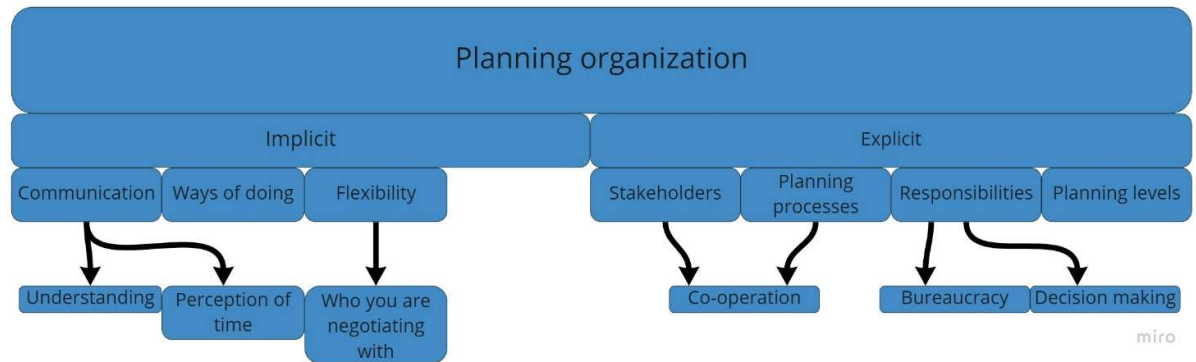 Planning organization
Implicit
Explicit
Communication
Ways of doing
Flexibility
Stakeholders
Planning
processes
Responsibilities
Planning levels
Understanding
Perception of
time
Who you are
negotiating
with
Co-operation
Bureaucracy
Decision making
miro